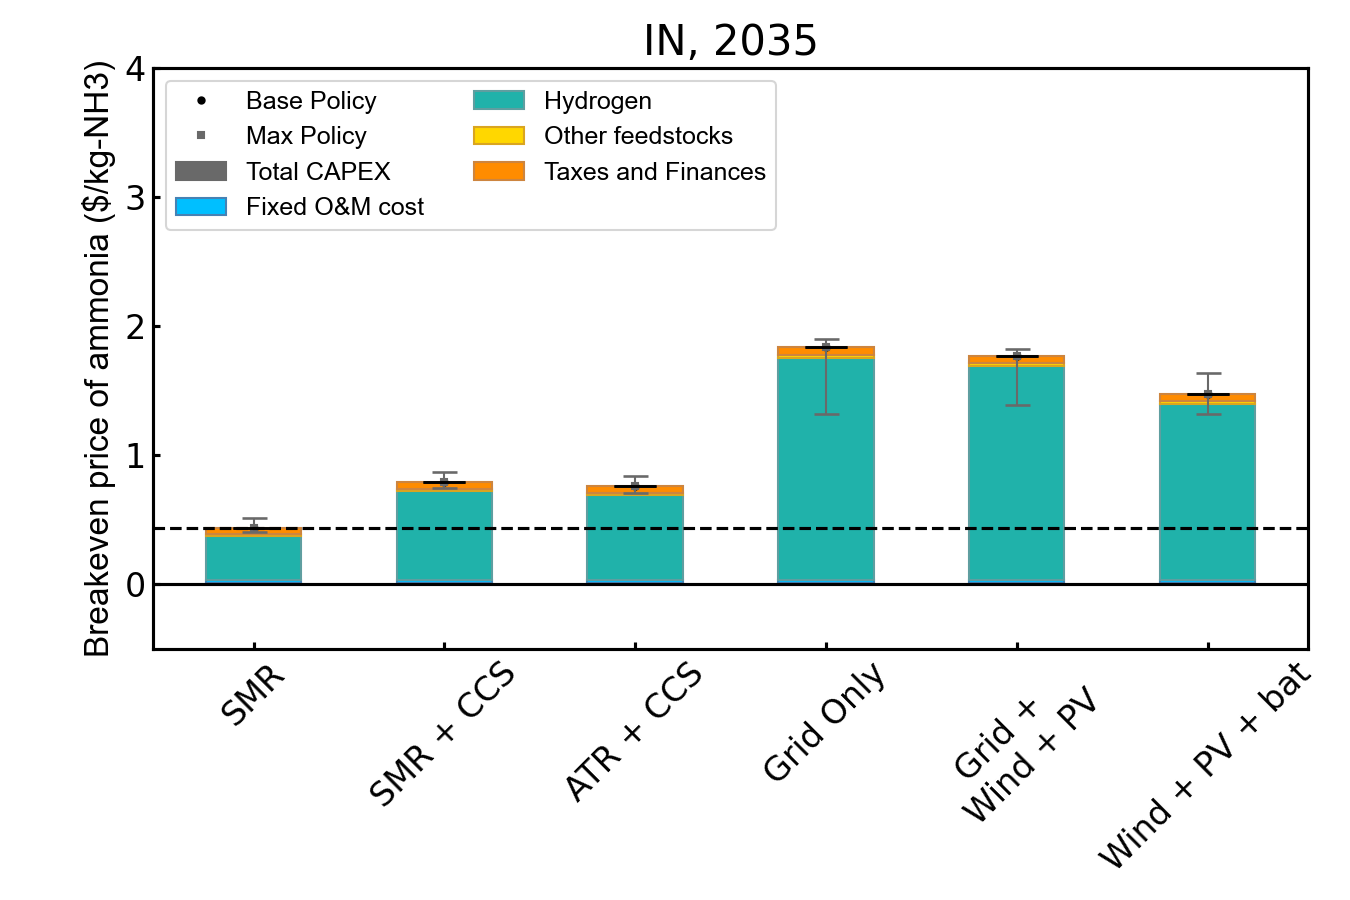 IN, 2035
Breakeven price of ammonia ($/kg-NH3)
4
3
2
1
0
Base Policy
Max Policy
Total CAPEX
Fixed O&M cost
Hydrogen
Other feedstocks
Taxes and Finances
SMR
SMR + CCS
ATR + CCS
Grid Only
Grid +
Wind + PV
Wind + PV + bat